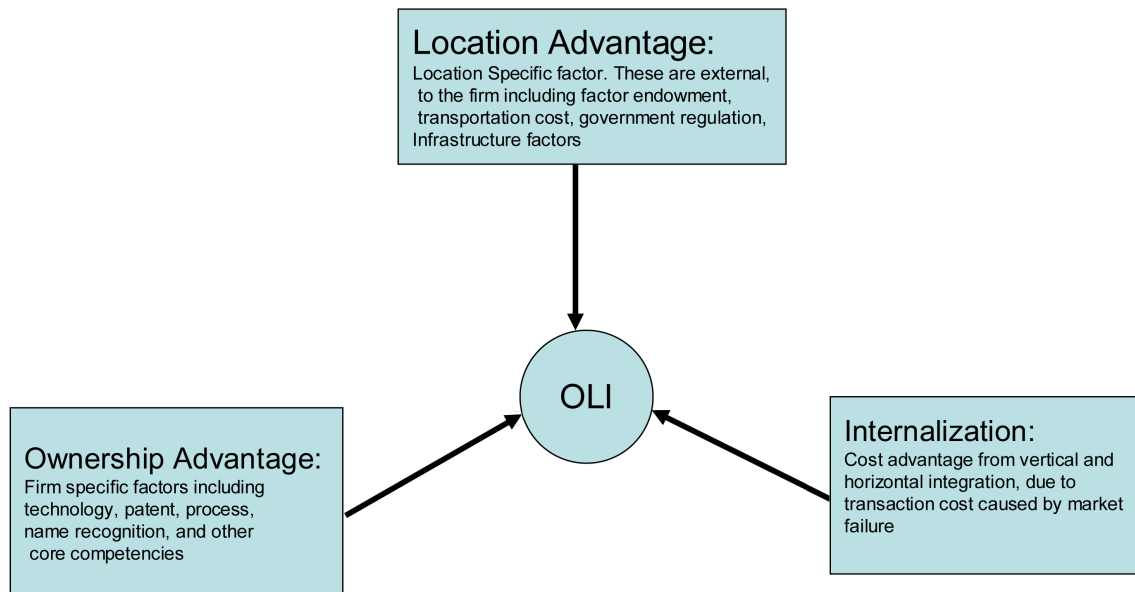 Location Advantage:
Location Specific factor. These are external,
to the firm including factor endowment,
transportation cost, government regulation,
Infrastructure factors
OLI
Ownership Advantage:
Firm specific factors including
technology, patent, process,
name recognition, and other
core competencies
Internalization:
Cost advantage from vertical and
horizontal integration, due to
transaction cost caused by market
failure